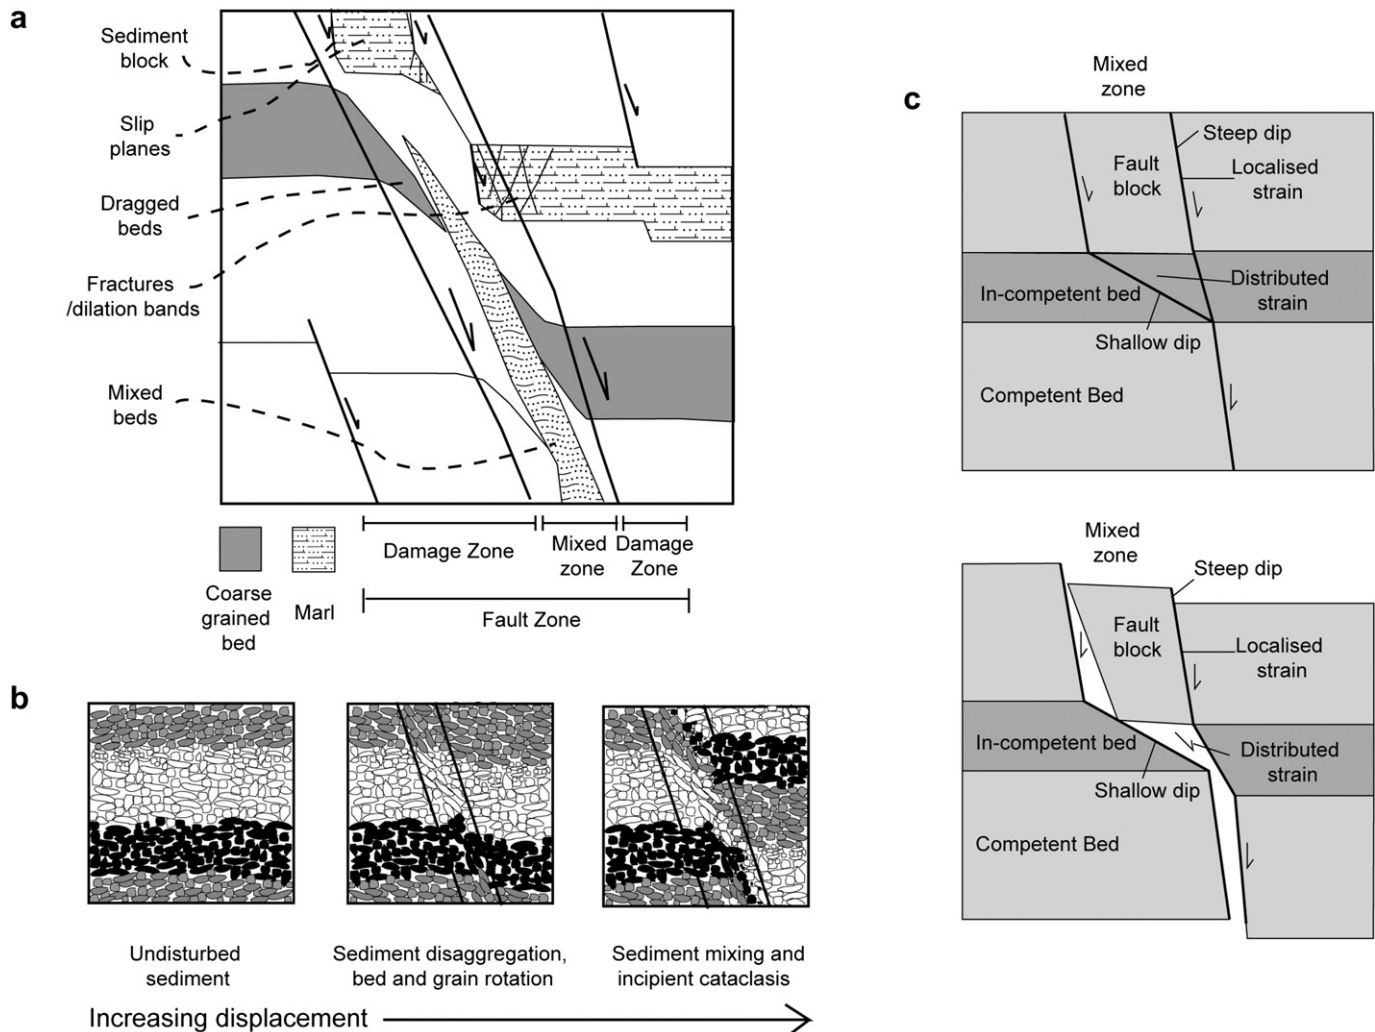 a
Sediment
block
Slip
planes
Dragged
beds
Fractures
/dilation bands
Mixed
beds
Damage Zone
Mixed
zone
Damage
Zone
Fault Zone
Coarse
grained
bed
Marl
b
Undisturbed
sediment
Sediment disaggregation,
bed and grain rotation
Sediment mixing and
incipient cataclasis
Increasing displacement
c
Mixed
zone
Steep dip
Fault
block
Localised
strain
In-competent bed
Distributed
strain
Shallow dip
Competent Bed
Mixed
zone
Steep dip
Fault
block
Localised
strain
In-competent bed
Distributed
strain
Shallow dip
Competent Bed